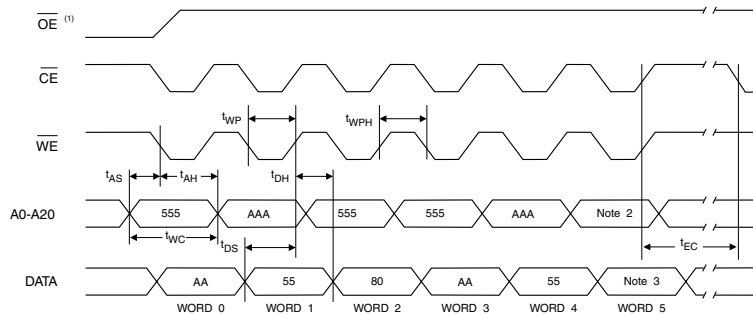 OE (1)
CE
tWP tWPH
WE
tAS tAH tDH
A0-A20 555 AAA 555 555 AAA Note 2
tWC tDS tEC
DATA AA 55 80 AA 55 Note 3
WORD 0 WORD 1 WORD 2 WORD 3 WORD 4 WORD 5